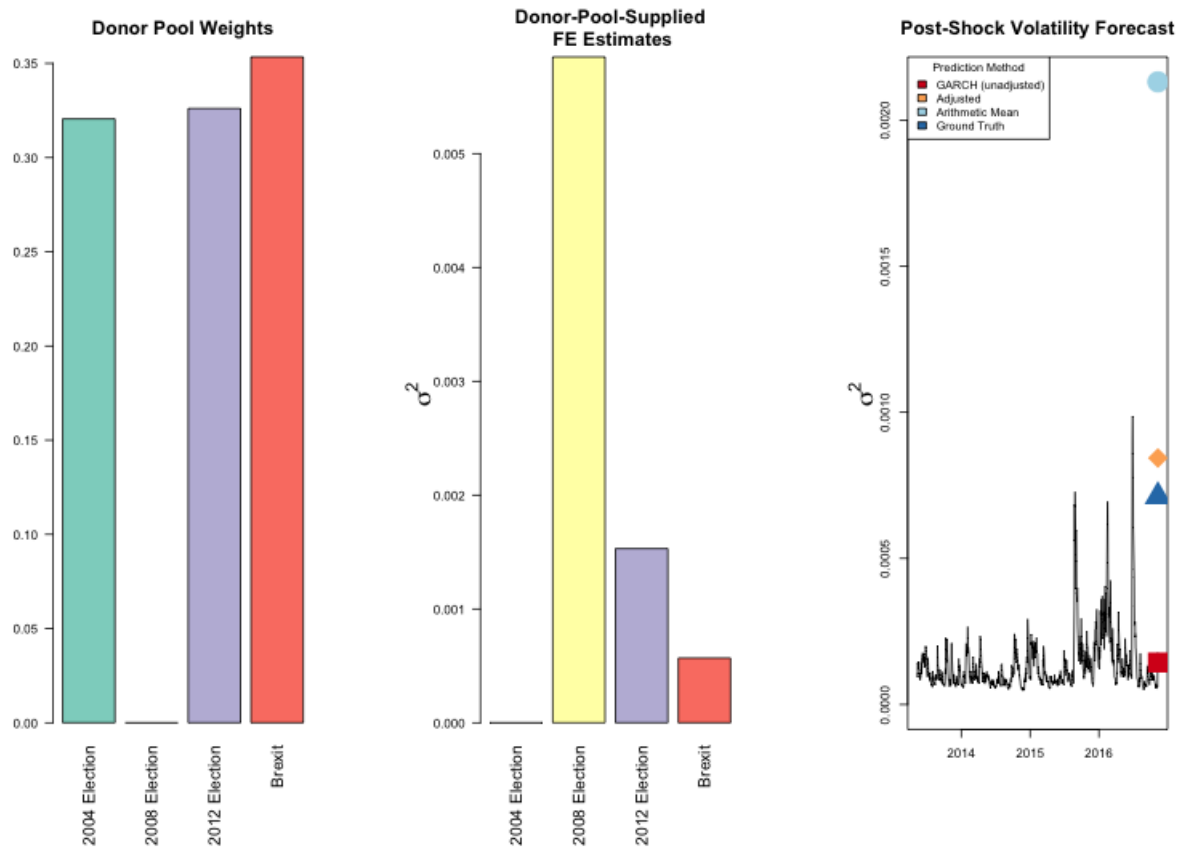 Donor Pool Weights
0.35
0.30
0.25
0.20
0.15
0.10
0.05
0.00
2004 Election
2008 Election
2012 Election
Brexit
Donor-Pool-Supplied
FE Estimates
σ²
0.005
0.004
0.003
0.002
0.001
0.000
2004 Election
2008 Election
2012 Election
Brexit
Post-Shock Volatility Forecast
Prediction Method
GARCH (unadjusted)
Adjusted
Arithmetic Mean
Ground Truth
σ²
0.0020
0.0015
0.0010
0.0005
0.0000
2014
2015
2016